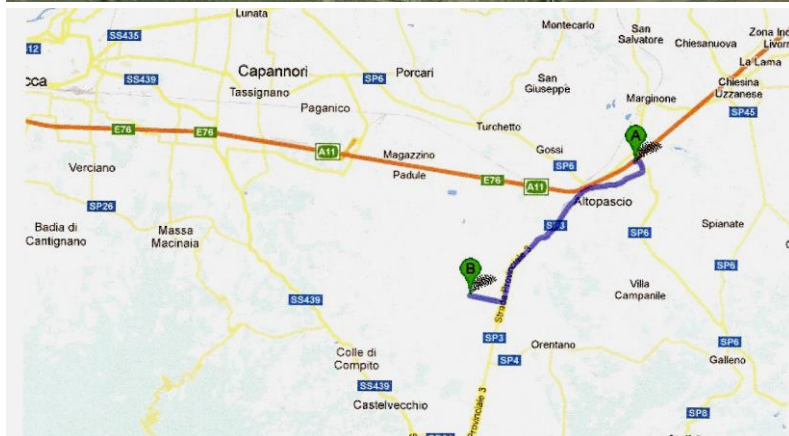 Lunata
Montecarlo
San
Salvatore
Zona Ind
Livorn
SS435
Chiesanuova
12
La Lama
Capannori
SP6
Porcari
SS439
Tassignano
San
Giuseppe
Chiesina
Uzzanese
cca
Marginone
Paganico
SP45
Turchetto
E76
E76
A
A11
Gossi
Magazzino
SP6
Verciano
Padule
E76
A11
Altopascio
SP26
SP3
Spianate
Badia di
Cantignano
Massa
Macinaia
SP6
B
SP6
Villa
Campanile
SS439
Strada Provinciale 3
SP3
Orentano
SP6
Colle di
Compito
SP4
Galleno
SS439
Castelvecchio
Provinciale 3
SP8